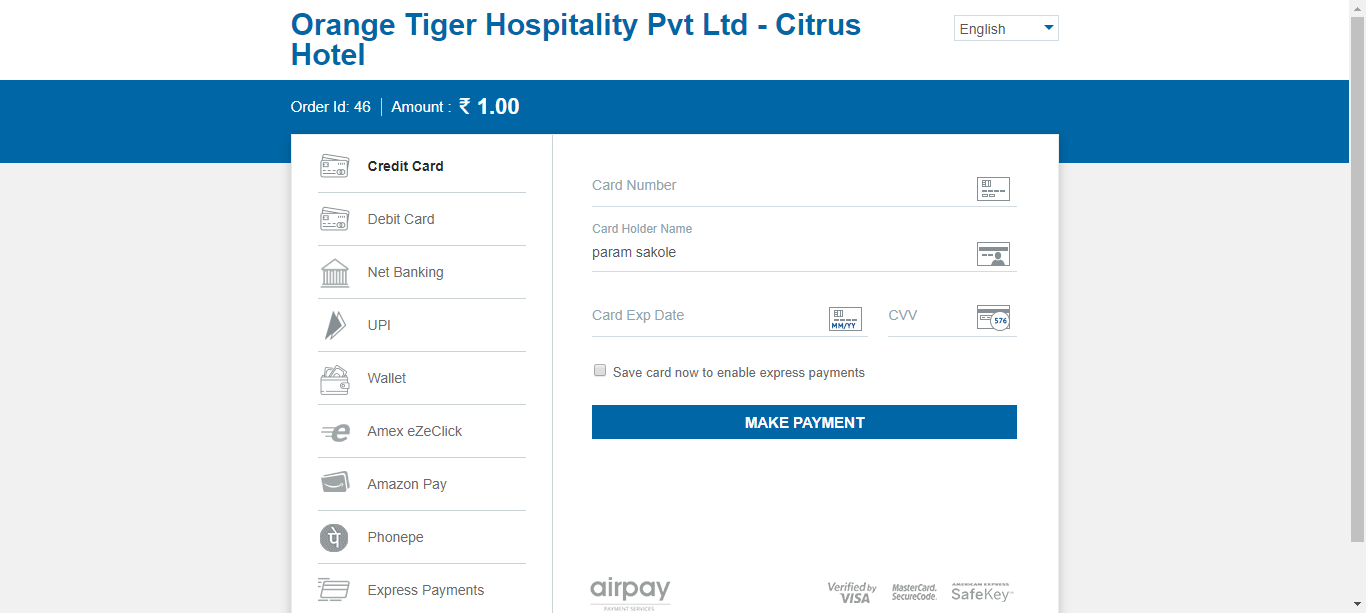 Orange Tiger Hospitality Pvt Ltd - Citrus
Hotel
English
Order Id: 46 | Amount : ₹ 1.00
Credit Card
Debit Card
Net Banking
UPI
Wallet
Amex eZeClick
Amazon Pay
पे Phonepe
Express Payments
Card Number
Card Holder Name
param sakole
Card Exp Date
MM/YY
CVV
576
Save card now to enable express payments
MAKE PAYMENT
airpay
PAYMENT SERVICES
Verified by
VISA
MasterCard.
SecureCode.
AMERICAN EXPRESS
SafeKey